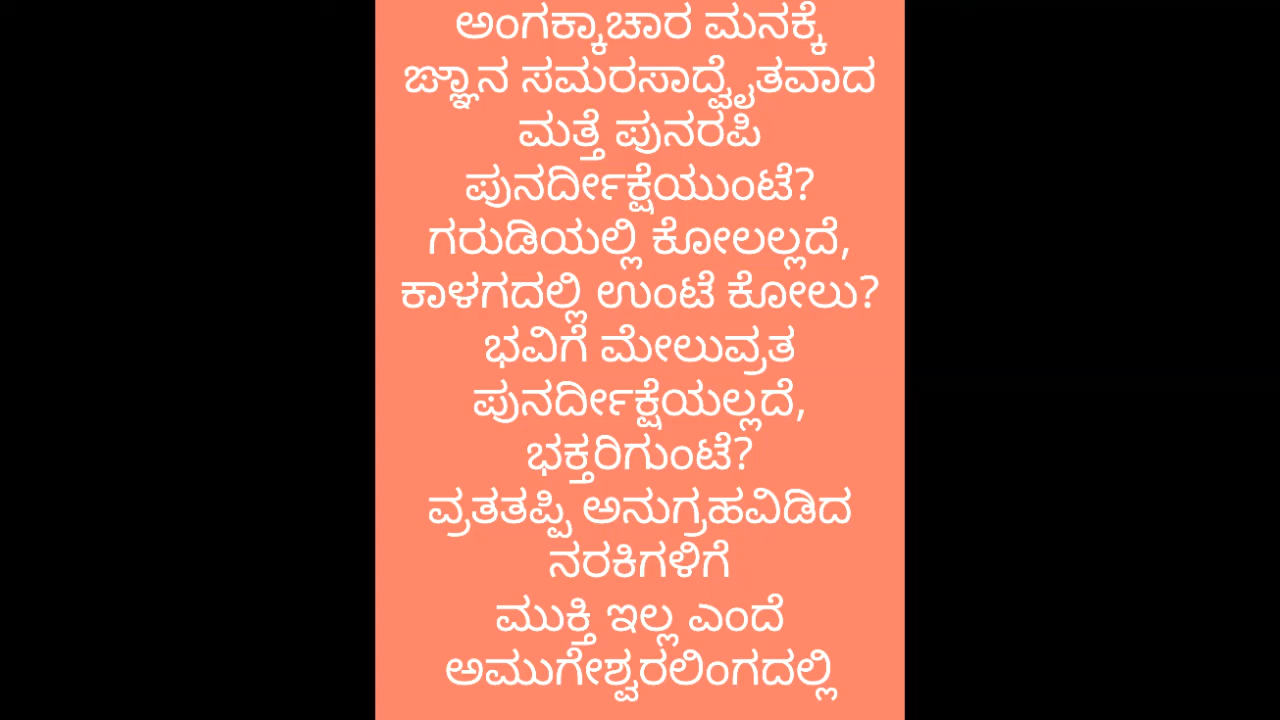 ಅಂಗಕ್ಕಾಚಾರ ಮನಕ್ಕೆ
ಙ್ಞಾನ ಸಮರಸಾದ್ವೈತವಾದ
ಮತ್ತೆ ಪುನರಪಿ
ಪುನರ್ದೀಕ್ಷೆಯುಂಟೆ?
ಗರುಡಿಯಲ್ಲಿ ಕೋಲಲ್ಲದೆ,
ಕಾಳಗದಲ್ಲಿ ಉಂಟೆ ಕೋಲು?
ಭವಿಗೆ ಮೇಲುವ್ರತ
ಪುನರ್ದೀಕ್ಷೆಯಲ್ಲದೆ,
ಭಕ್ತರಿಗುಂಟೆ?
ವ್ರತತಪ್ಪಿ ಅನುಗ್ರಹವಿಡಿದ
ನರಕಿಗಳಿಗೆ
ಮುಕ್ತಿ ಇಲ್ಲ ಎಂದೆ
ಅಮುಗೇಶ್ವರಲಿಂಗದಲ್ಲಿ